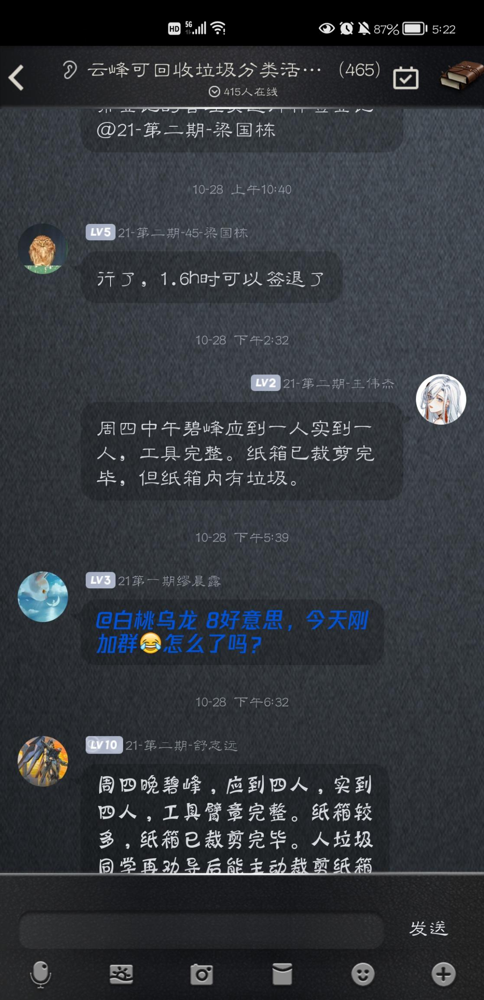 HD 5G 87% 5:22
云峰可回收垃圾分类活… (465)
415人在线
@21-第二期-梁国栋
10-28 上午10:40
LV5 21-第二期-45-梁国栋
行了，1.6h时可以签退了
10-28 下午2:32
LV2 21-第二期-王伟杰
周四中午碧峰应到一人实到一
人，工具完整。纸箱已裁剪完
毕，但纸箱内有垃圾。
10-28 下午5:39
LV3 21第一期缪晨露
@白桃乌龙 8好意思，今天刚
加群😂怎么了吗？
10-28 下午6:32
LV10 21-第二期-舒志远
周四晚碧峰，应到四人，实到
四人，工具臂章完整。纸箱较
多，纸箱已裁剪完毕。人垃圾
同学再劝导后能主动裁剪纸箱
发送